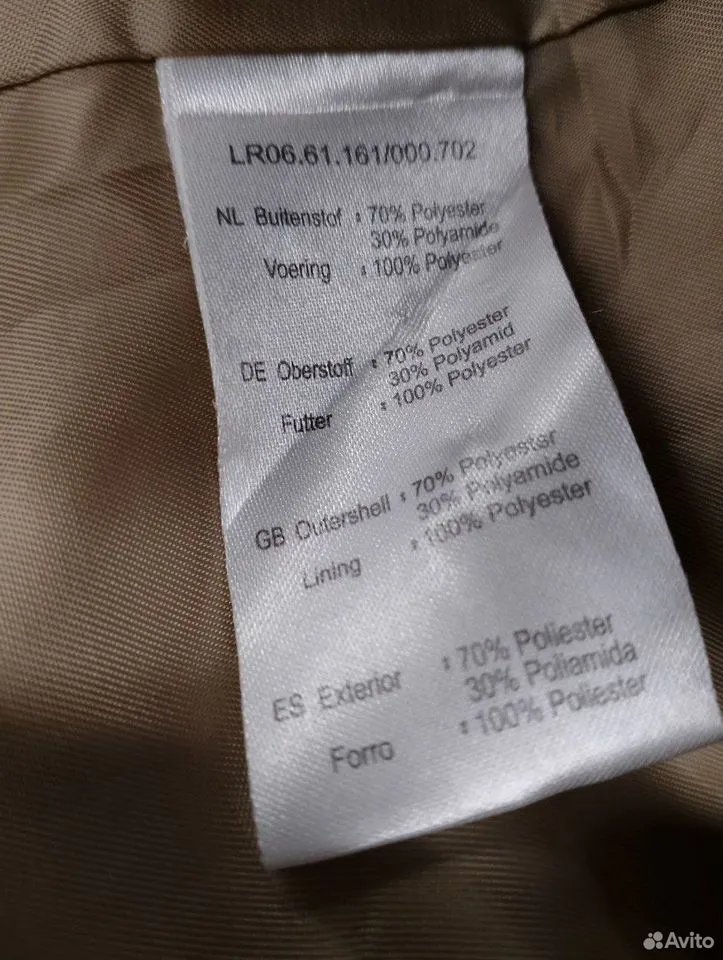 LR06.61.161/000.702
NL Buitenstof : 70% Polyester
30% Polyamide
Voering : 100% Polyester
DE Oberstoff : 70% Polyester
30% Polyamid
Futter : 100% Polyester
GB Outershell : 70% Polyester
30% Polyamide
Lining : 100% Polyester
ES Exterior : 70% Poliester
30% Poliamida
Forro : 100% Poliester
Avito